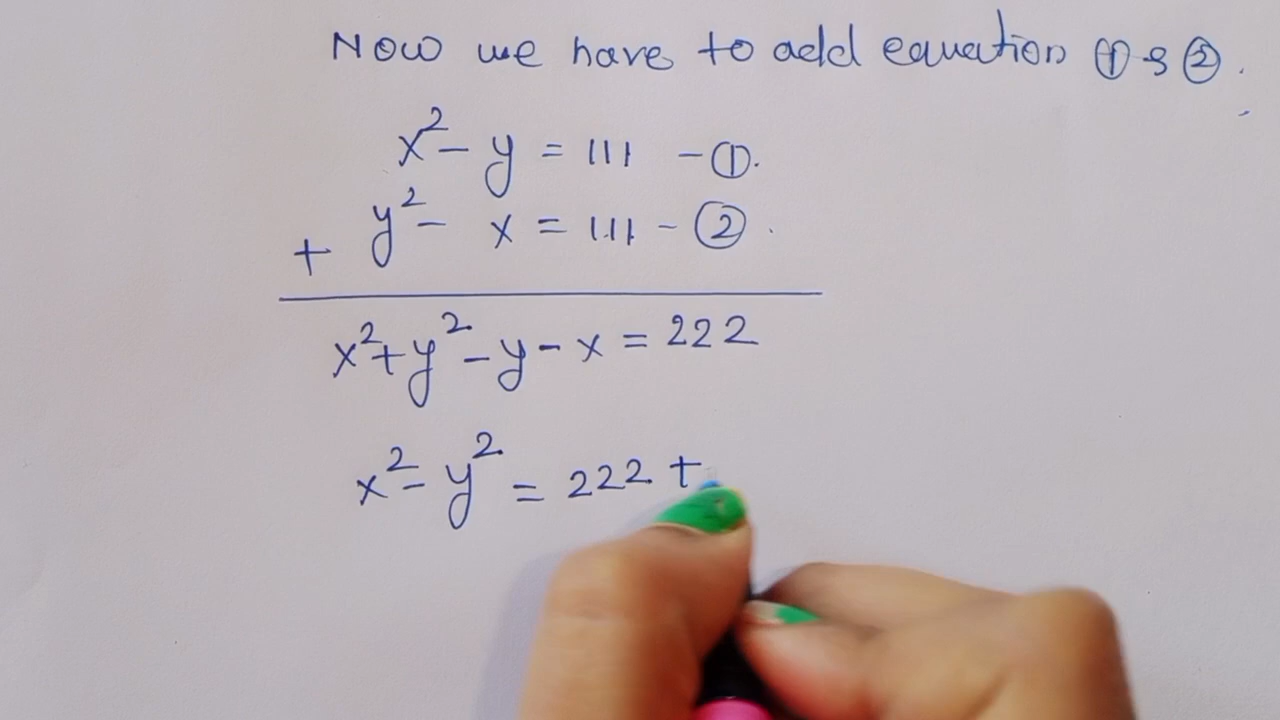 Now we have to add equation ① & ②.
x² - y = 111 - ①.
+ y² - x = 111 - ②.
x² + y² - y - x = 222
x² - y² = 222 +